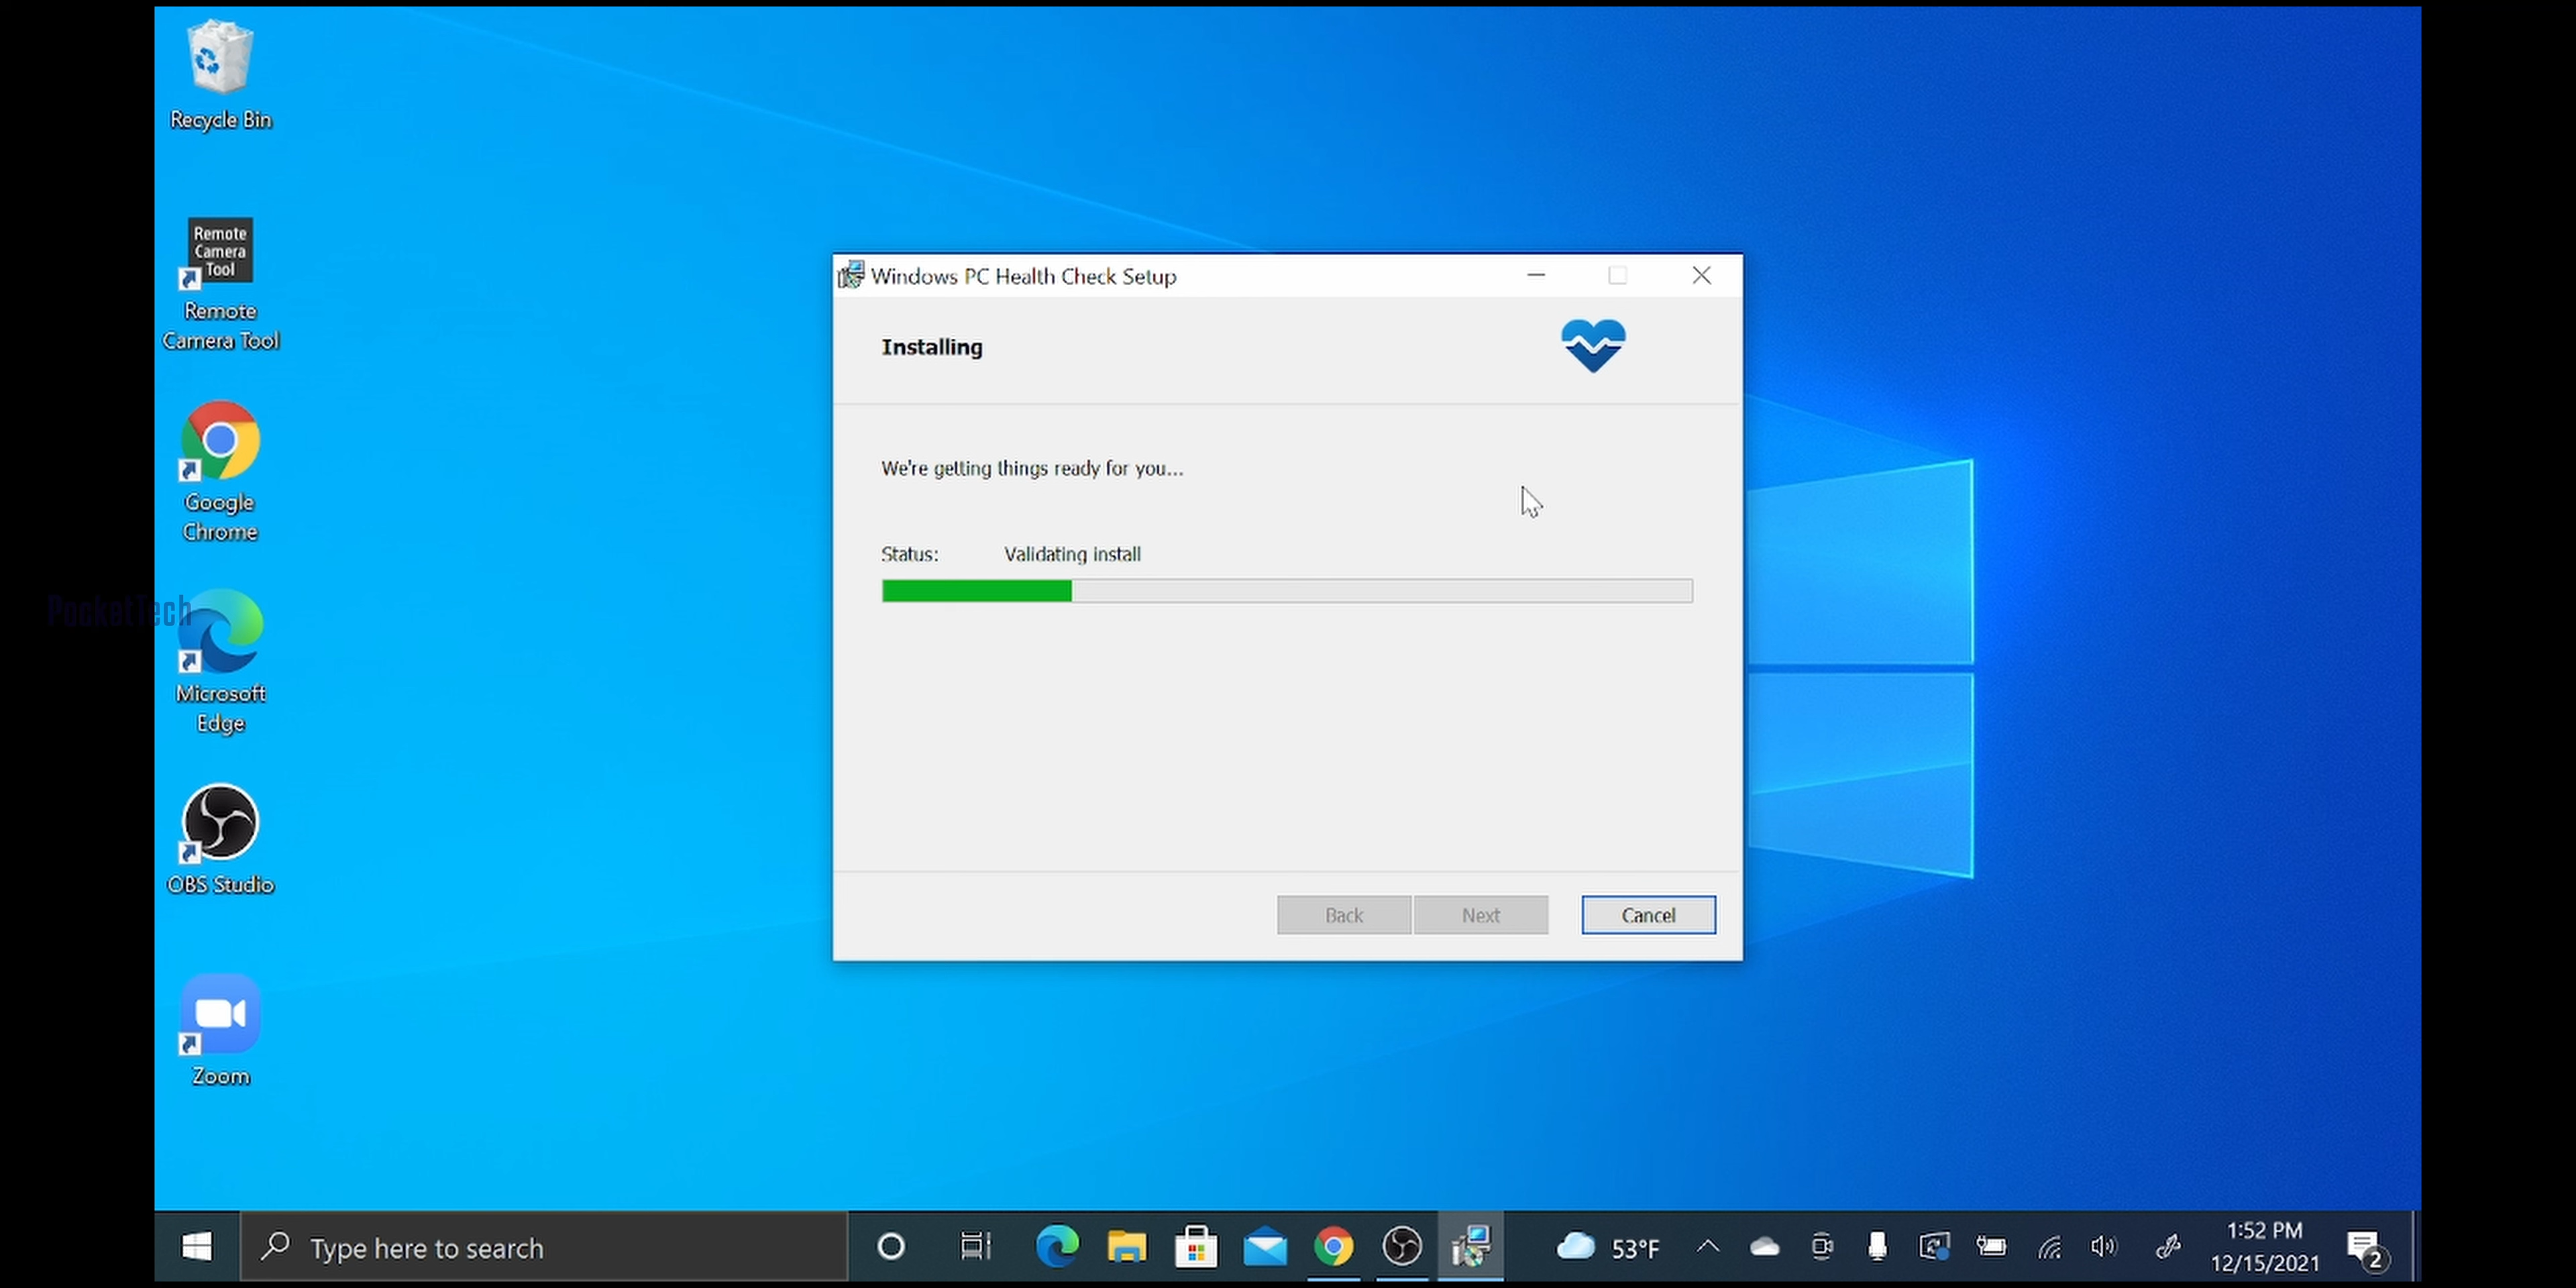 Recycle Bin
Remote
Camera
Tool
Remote
Camera Tool
Google
Chrome
PocketTech
Microsoft
Edge
OBS Studio
Zoom
Windows PC Health Check Setup
Installing
We're getting things ready for you...
Status: Validating install
Back Next Cancel
Type here to search
53°F
1:52 PM
12/15/2021
2